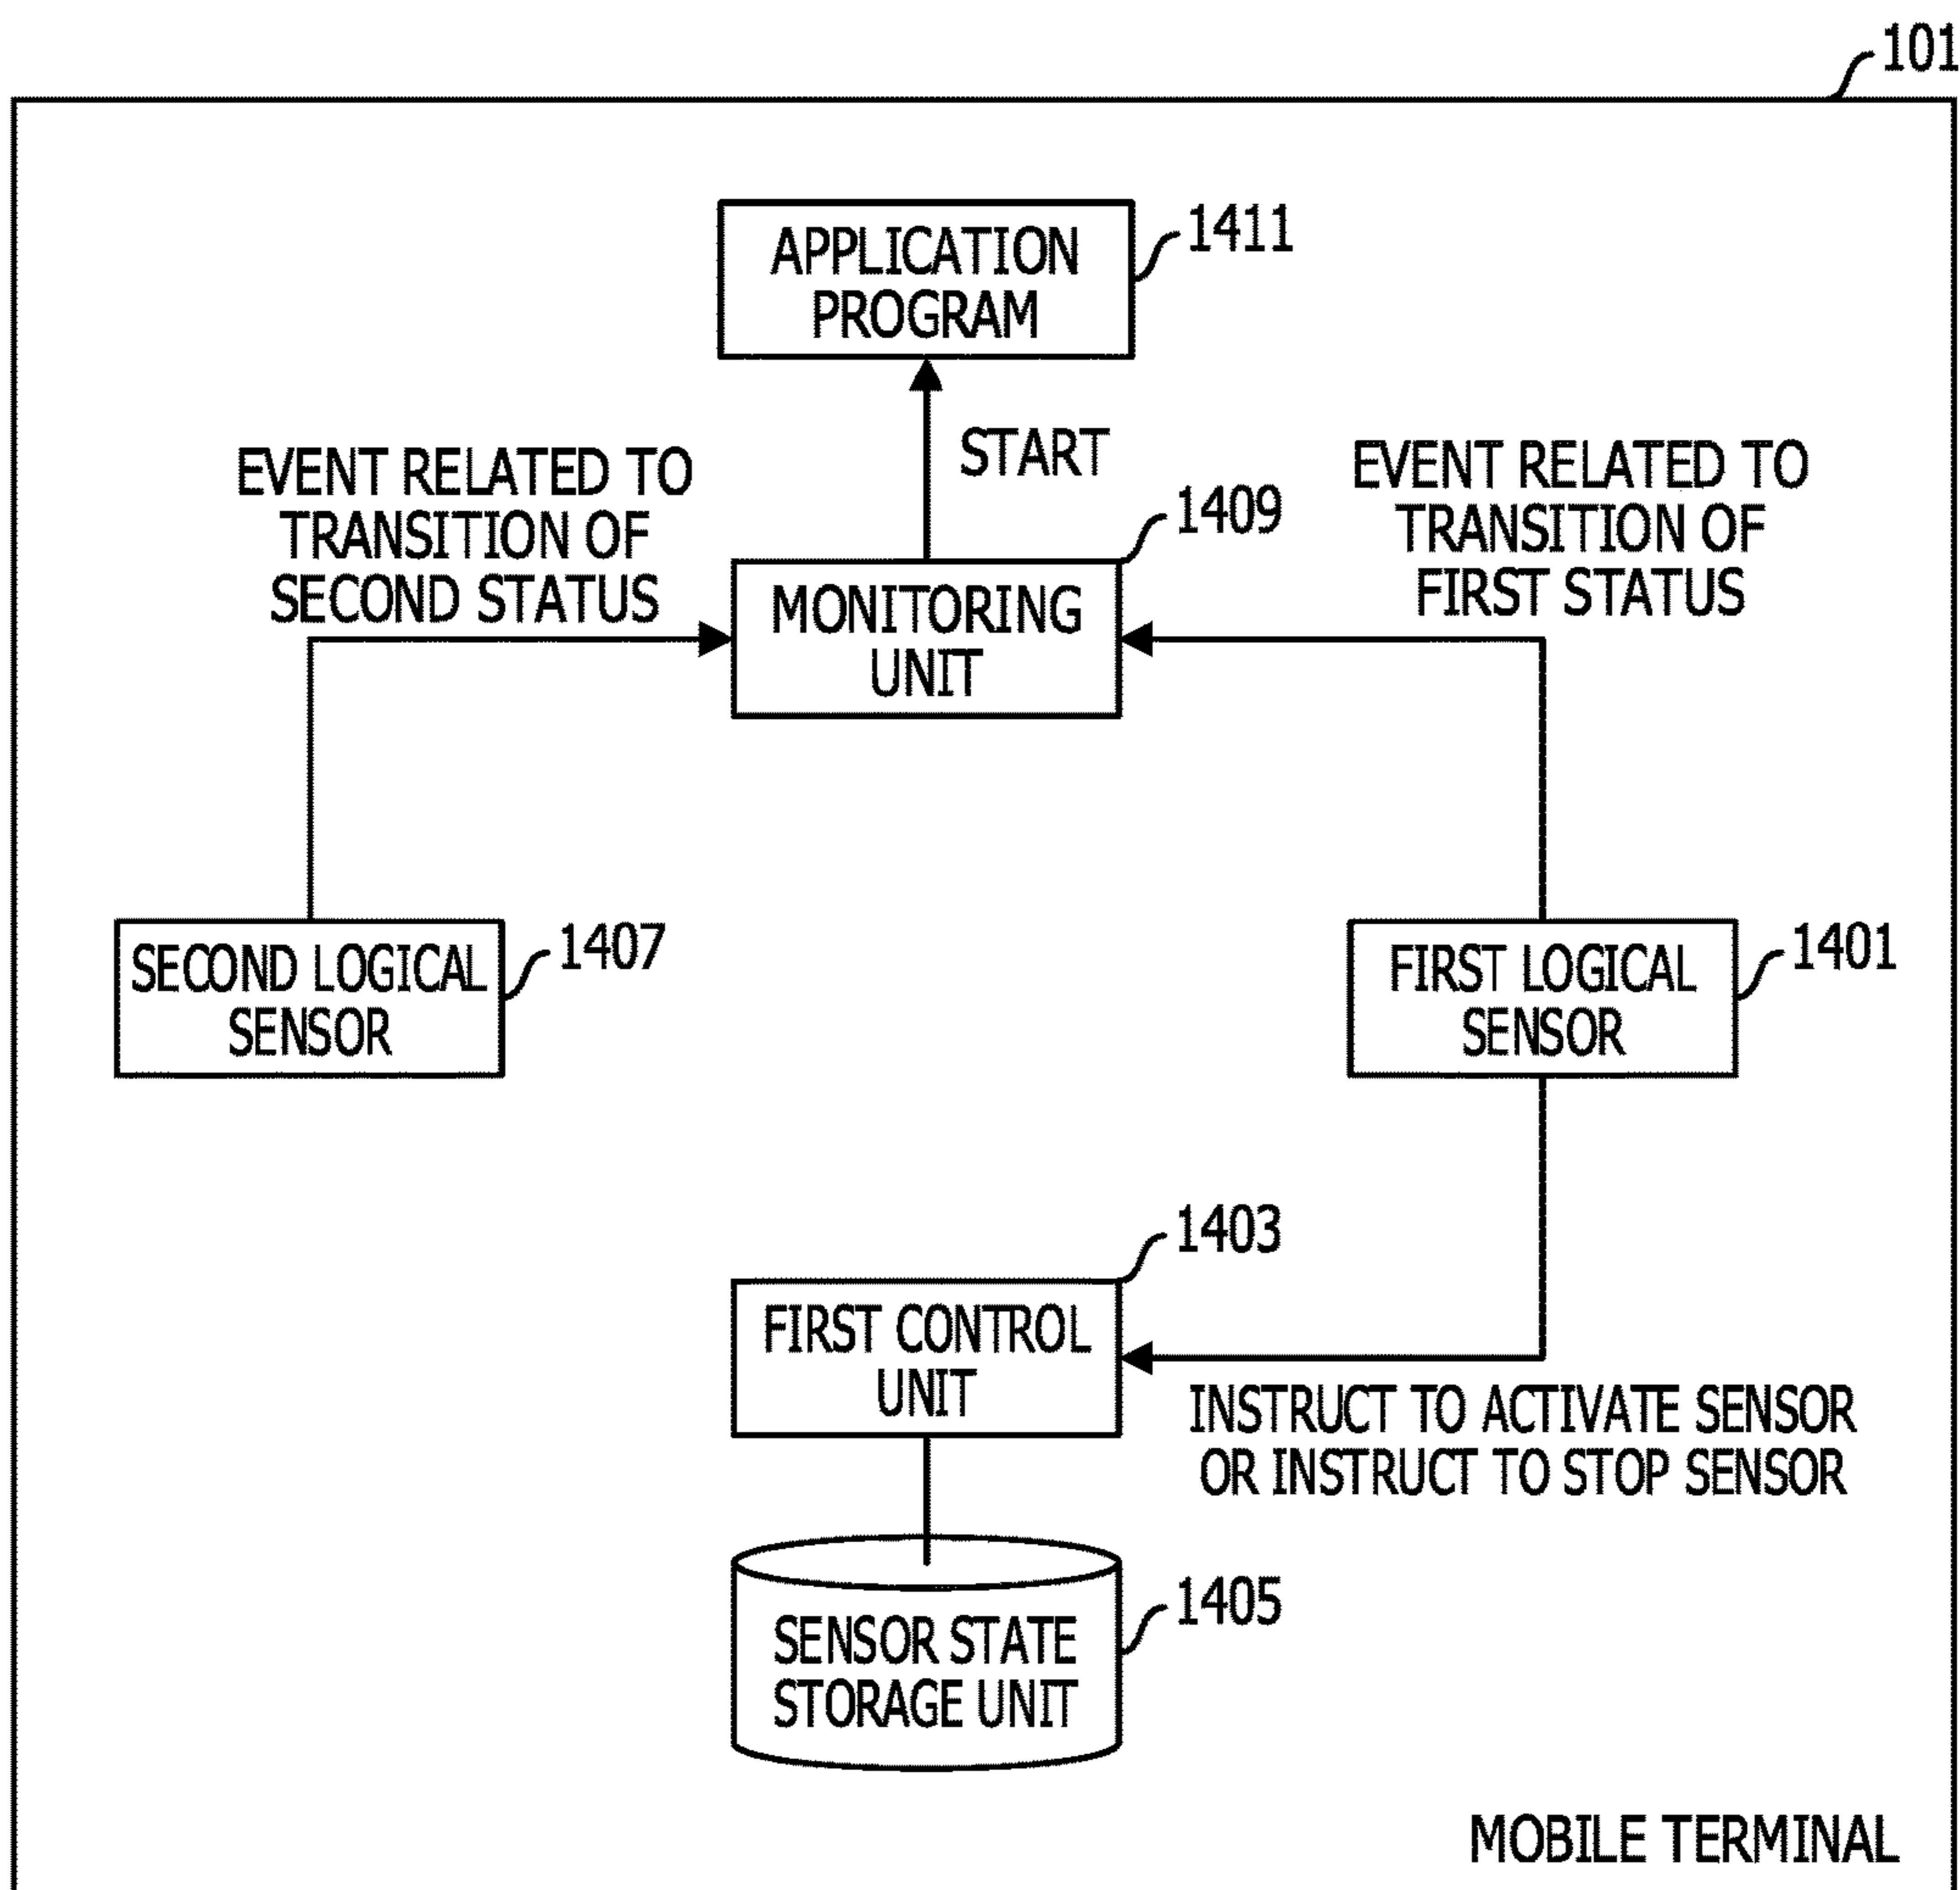 101
APPLICATION
PROGRAM
1411
START
EVENT RELATED TO
TRANSITION OF
SECOND STATUS
1409
EVENT RELATED TO
TRANSITION OF
FIRST STATUS
MONITORING
UNIT
SECOND LOGICAL
SENSOR
1407
FIRST LOGICAL
SENSOR
1401
1403
FIRST CONTROL
UNIT
INSTRUCT TO ACTIVATE SENSOR
OR INSTRUCT TO STOP SENSOR
1405
SENSOR STATE
STORAGE UNIT
MOBILE TERMINAL